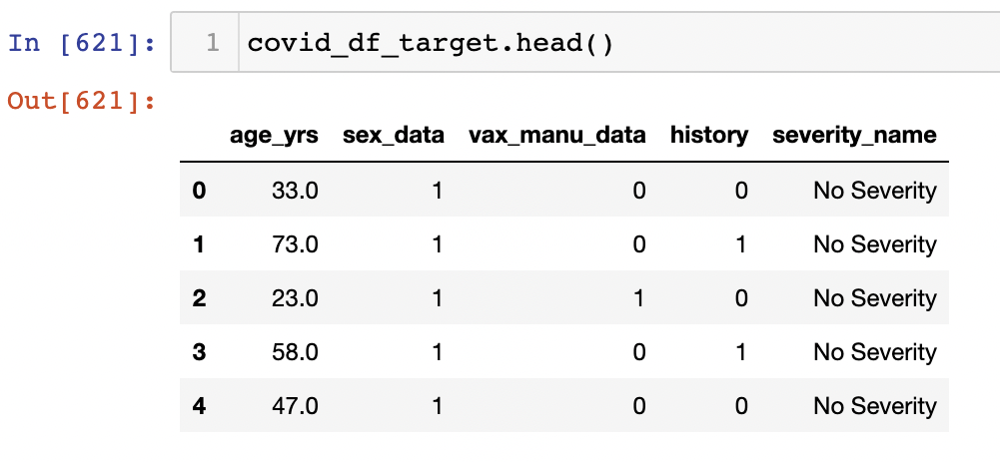 In [621]: 1 covid_df_target.head()
Out[621]:
age_yrs sex_data vax_manu_data history severity_name
0 33.0 1 0 0 No Severity
1 73.0 1 0 1 No Severity
2 23.0 1 1 0 No Severity
3 58.0 1 0 1 No Severity
4 47.0 1 0 0 No Severity